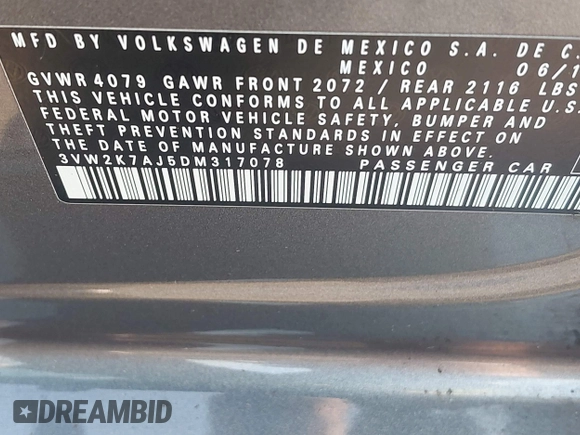 MFD BY VOLKSWAGEN DE MEXICO S.A. DE C.
MEXICO 06/1
GVWR 4079 GAWR FRONT 2072 / REAR 2116 LBS
THIS VEHICLE CONFORMS TO ALL APPLICABLE U.S
FEDERAL MOTOR VEHICLE SAFETY, BUMPER AND
THEFT PREVENTION STANDARDS IN EFFECT ON
THE DATE OF MANUFACTURE SHOWN ABOVE.
3VW2K7AJ5DM317078 PASSENGER CAR
DREAMBID